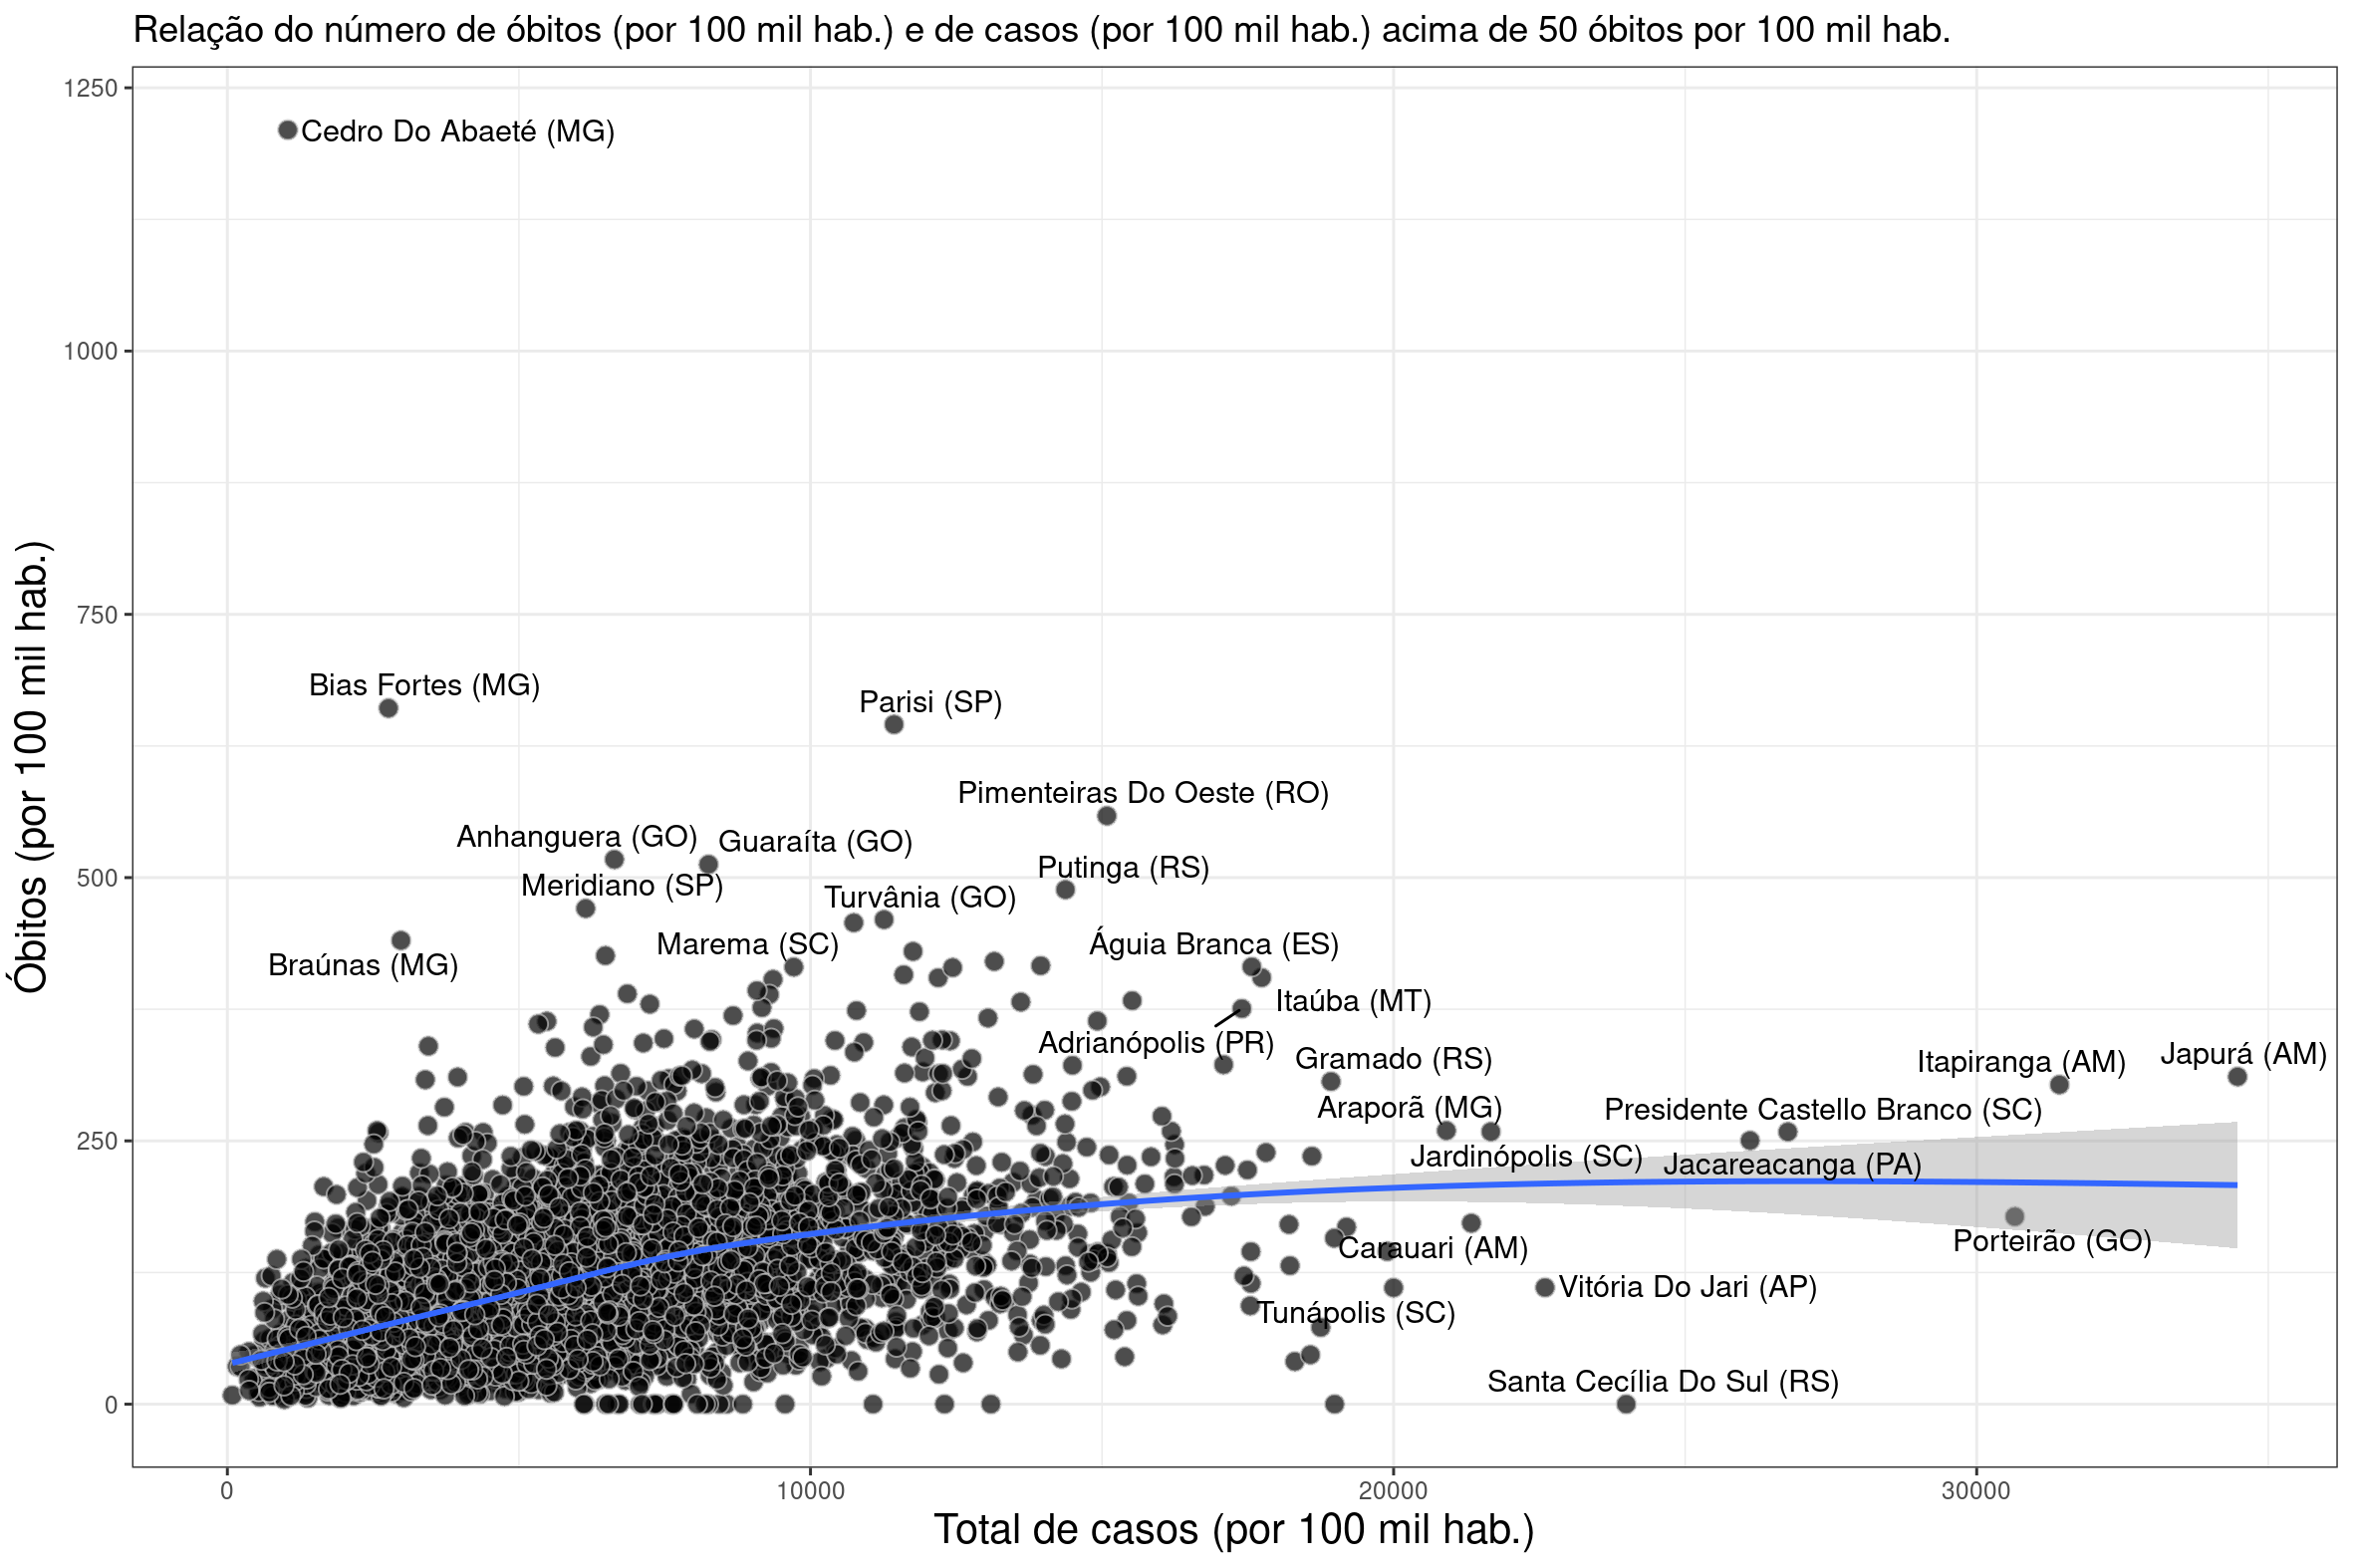 Relação do número de óbitos (por 100 mil hab.) e de casos (por 100 mil hab.) acima de 50 óbitos por 100 mil hab.
1250
Cedro Do Abaeté (MG)
1000
750
Bias Fortes (MG)
Parisi (SP)
Pimenteiras Do Oeste (RO)
Anhanguera (GO)
Guaraíta (GO)
Putinga (RS)
500
Meridiano (SP)
Turvânia (GO)
Marema (SC)
Águia Branca (ES)
Braúnas (MG)
Itaúba (MT)
Adrianópolis (PR)
Gramado (RS)
Itapiranga (AM)
Japurá (AM)
Araporã (MG)
Presidente Castello Branco (SC)
250
Jardinópolis (SC)
Jacareacanga (PA)
Porteirão (GO)
Carauari (AM)
Vitória Do Jari (AP)
Tunápolis (SC)
Santa Cecília Do Sul (RS)
0
Óbitos (por 100 mil hab.)
0
10000
20000
30000
Total de casos (por 100 mil hab.)